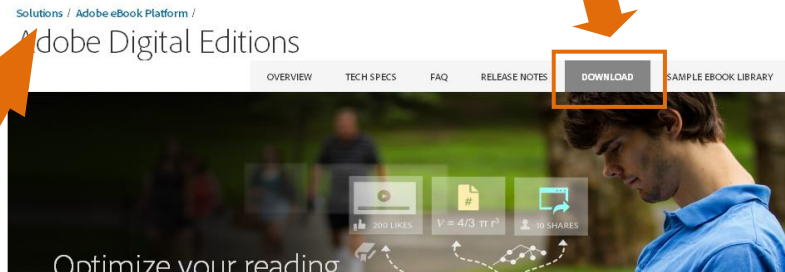 Solutions / Adobe eBook Platform /
Adobe Digital Editions
OVERVIEW TECH SPECS FAQ RELEASE NOTES DOWNLOAD SAMPLE EBOOK LIBRARY
#
200 LIKES V = 4/3 π r³ 10 SHARES
Optimize your reading